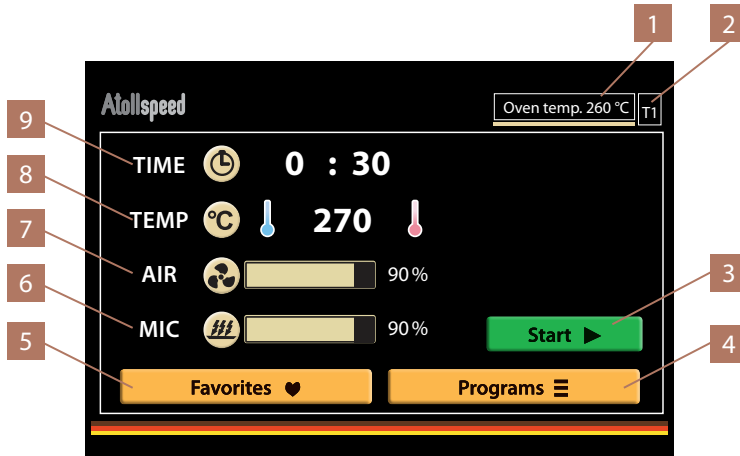 1 2
Atollspeed
Oven temp. 260 °C T1
9
TIME 0 : 30
8
TEMP °C 270
7
AIR 90 %
6
MIC 90 %
3
Start
5
Favorites
Programs
4